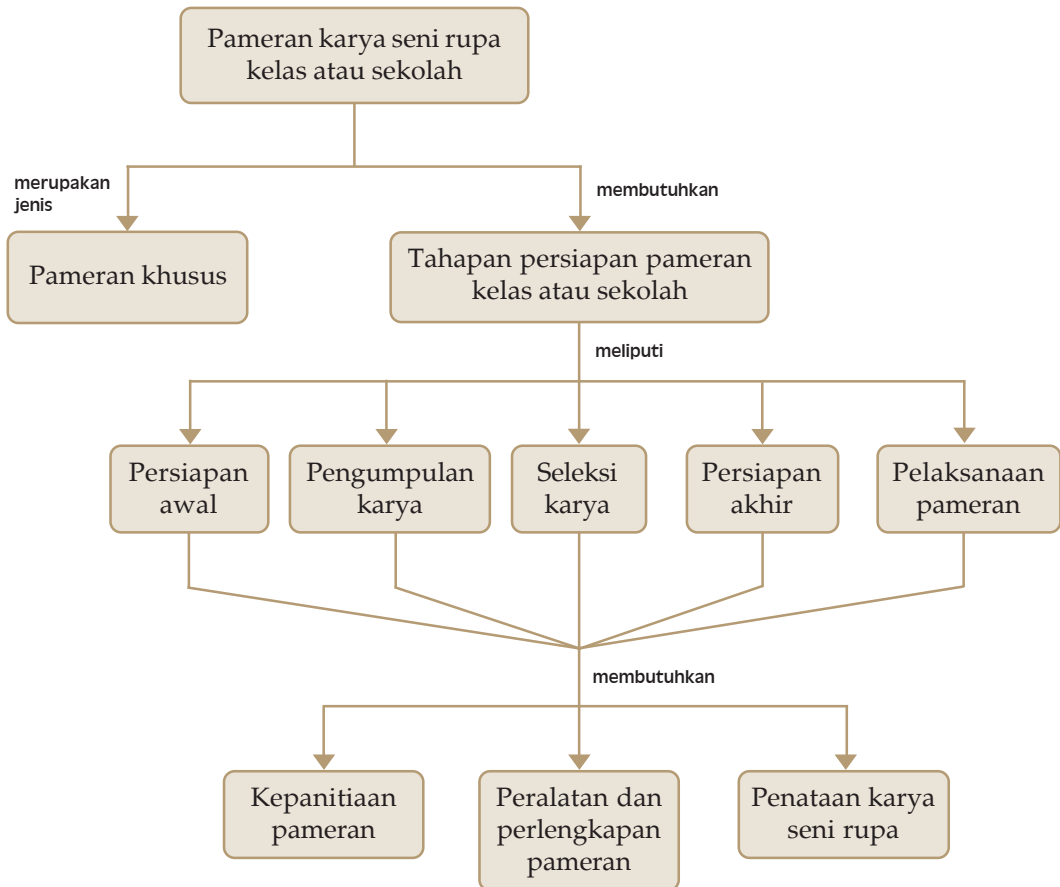 Pameran karya seni rupa
kelas atau sekolah
merupakan
jenis
membutuhkan
Pameran khusus
Tahapan persiapan pameran
kelas atau sekolah
meliputi
Persiapan
awal
Pengumpulan
karya
Seleksi
karya
Persiapan
akhir
Pelaksanaan
pameran
membutuhkan
Kepanitiaan
pameran
Peralatan dan
perlengkapan
pameran
Penataan karya
seni rupa